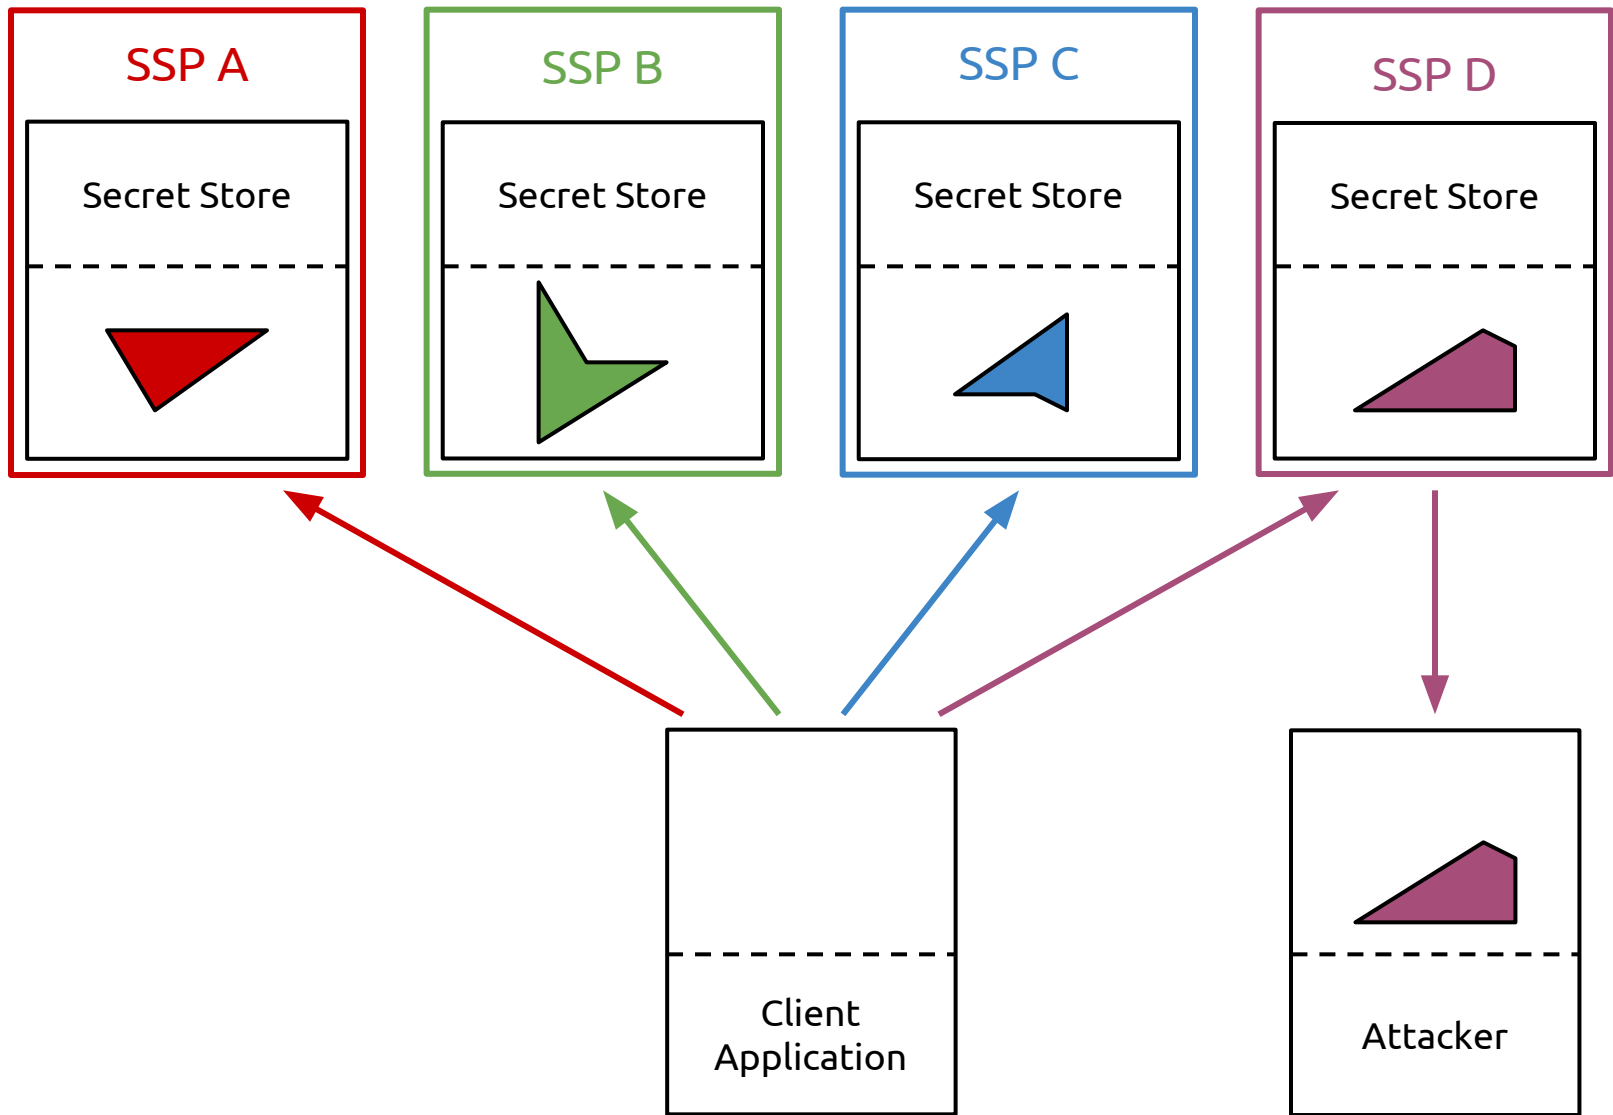 SSP A
SSP B
SSP C
SSP D
Secret Store
Secret Store
Secret Store
Secret Store
Client
Application
Attacker